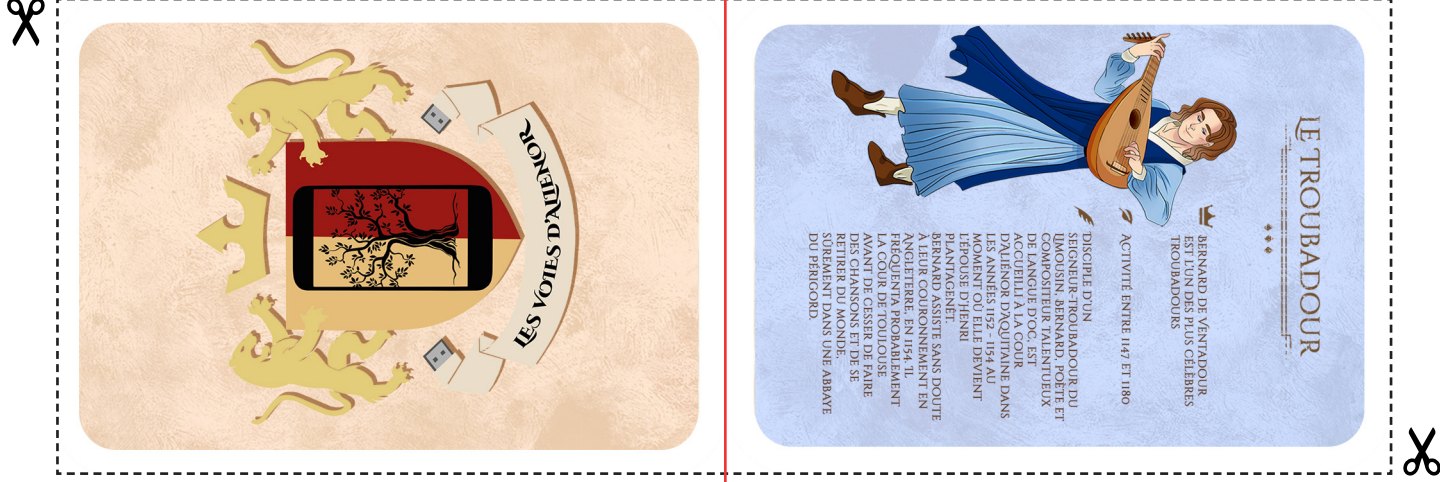 LES VOIES D'ALIENOR
LE TROUBADOUR
BERNARD DE VENTADOUR
EST L'UN DES PLUS CÉLÈBRES
TROUBADOURS
ACTIVITÉ ENTRE 1147 ET 1180
DISCIPLE D'UN
SEIGNEUR-TROUBADOUR DU
LIMOUSIN. BERNARD, POÈTE ET
COMPOSITEUR TALENTUEUX
DE LANGUE D'OC, EST
ACCUEILLI À LA COUR
D'ALIÉNOR D'AQUITAINE DANS
LES ANNÉES 1152 - 1154 AU
MOMENT OÙ ELLE DEVIENT
L'ÉPOUSE D'HENRI
PLANTAGENÊT.
BERNARD ASSISTE SANS DOUTE
À LEUR COURONNEMENT EN
ANGLETERRE, EN 1154. IL
FRÉQUENTA PROBABLEMENT
LA COUR DE TOULOUSE
AVANT DE CESSER DE FAIRE
DES CHANSONS ET DE SE
RETIRER DU MONDE,
SÛREMENT DANS UNE ABBAYE
DU PÉRIGORD.